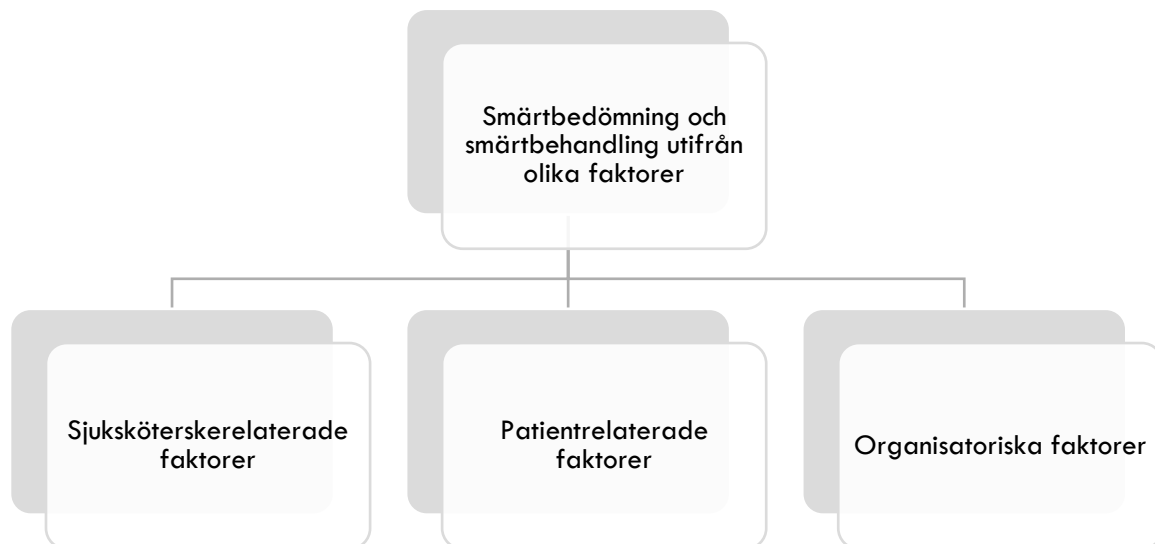 Smärtbedömning och
smärtbehandling utifrån
olika faktorer
Sjuksköterskerelaterade
faktorer
Patientrelaterade
faktorer
Organisatoriska faktorer